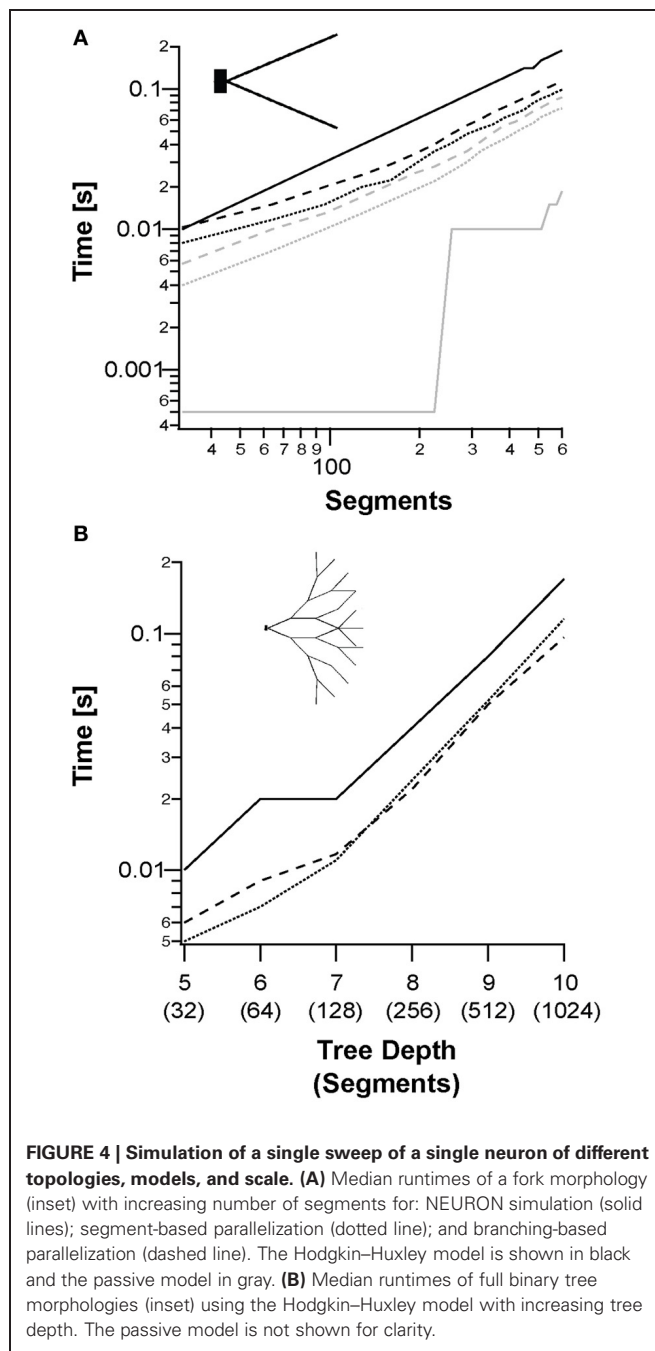 A
2
0.1
6
4
2
0.01
6
4
2
0.001
6
4
Time [s]
4 5 6 7 8 9 100 2 3 4 5 6
Segments
B
2
0.1
6
5
4
3
2
0.01
6
5
Time [s]
5 6 7 8 9 10
(32) (64) (128) (256) (512) (1024)
Tree Depth
(Segments)
FIGURE 4 | Simulation of a single sweep of a single neuron of different
topologies, models, and scale. (A) Median runtimes of a fork morphology
(inset) with increasing number of segments for: NEURON simulation (solid
lines); segment-based parallelization (dotted line); and branching-based
parallelization (dashed line). The Hodgkin–Huxley model is shown in black
and the passive model in gray. (B) Median runtimes of full binary tree
morphologies (inset) using the Hodgkin–Huxley model with increasing tree
depth. The passive model is not shown for clarity.